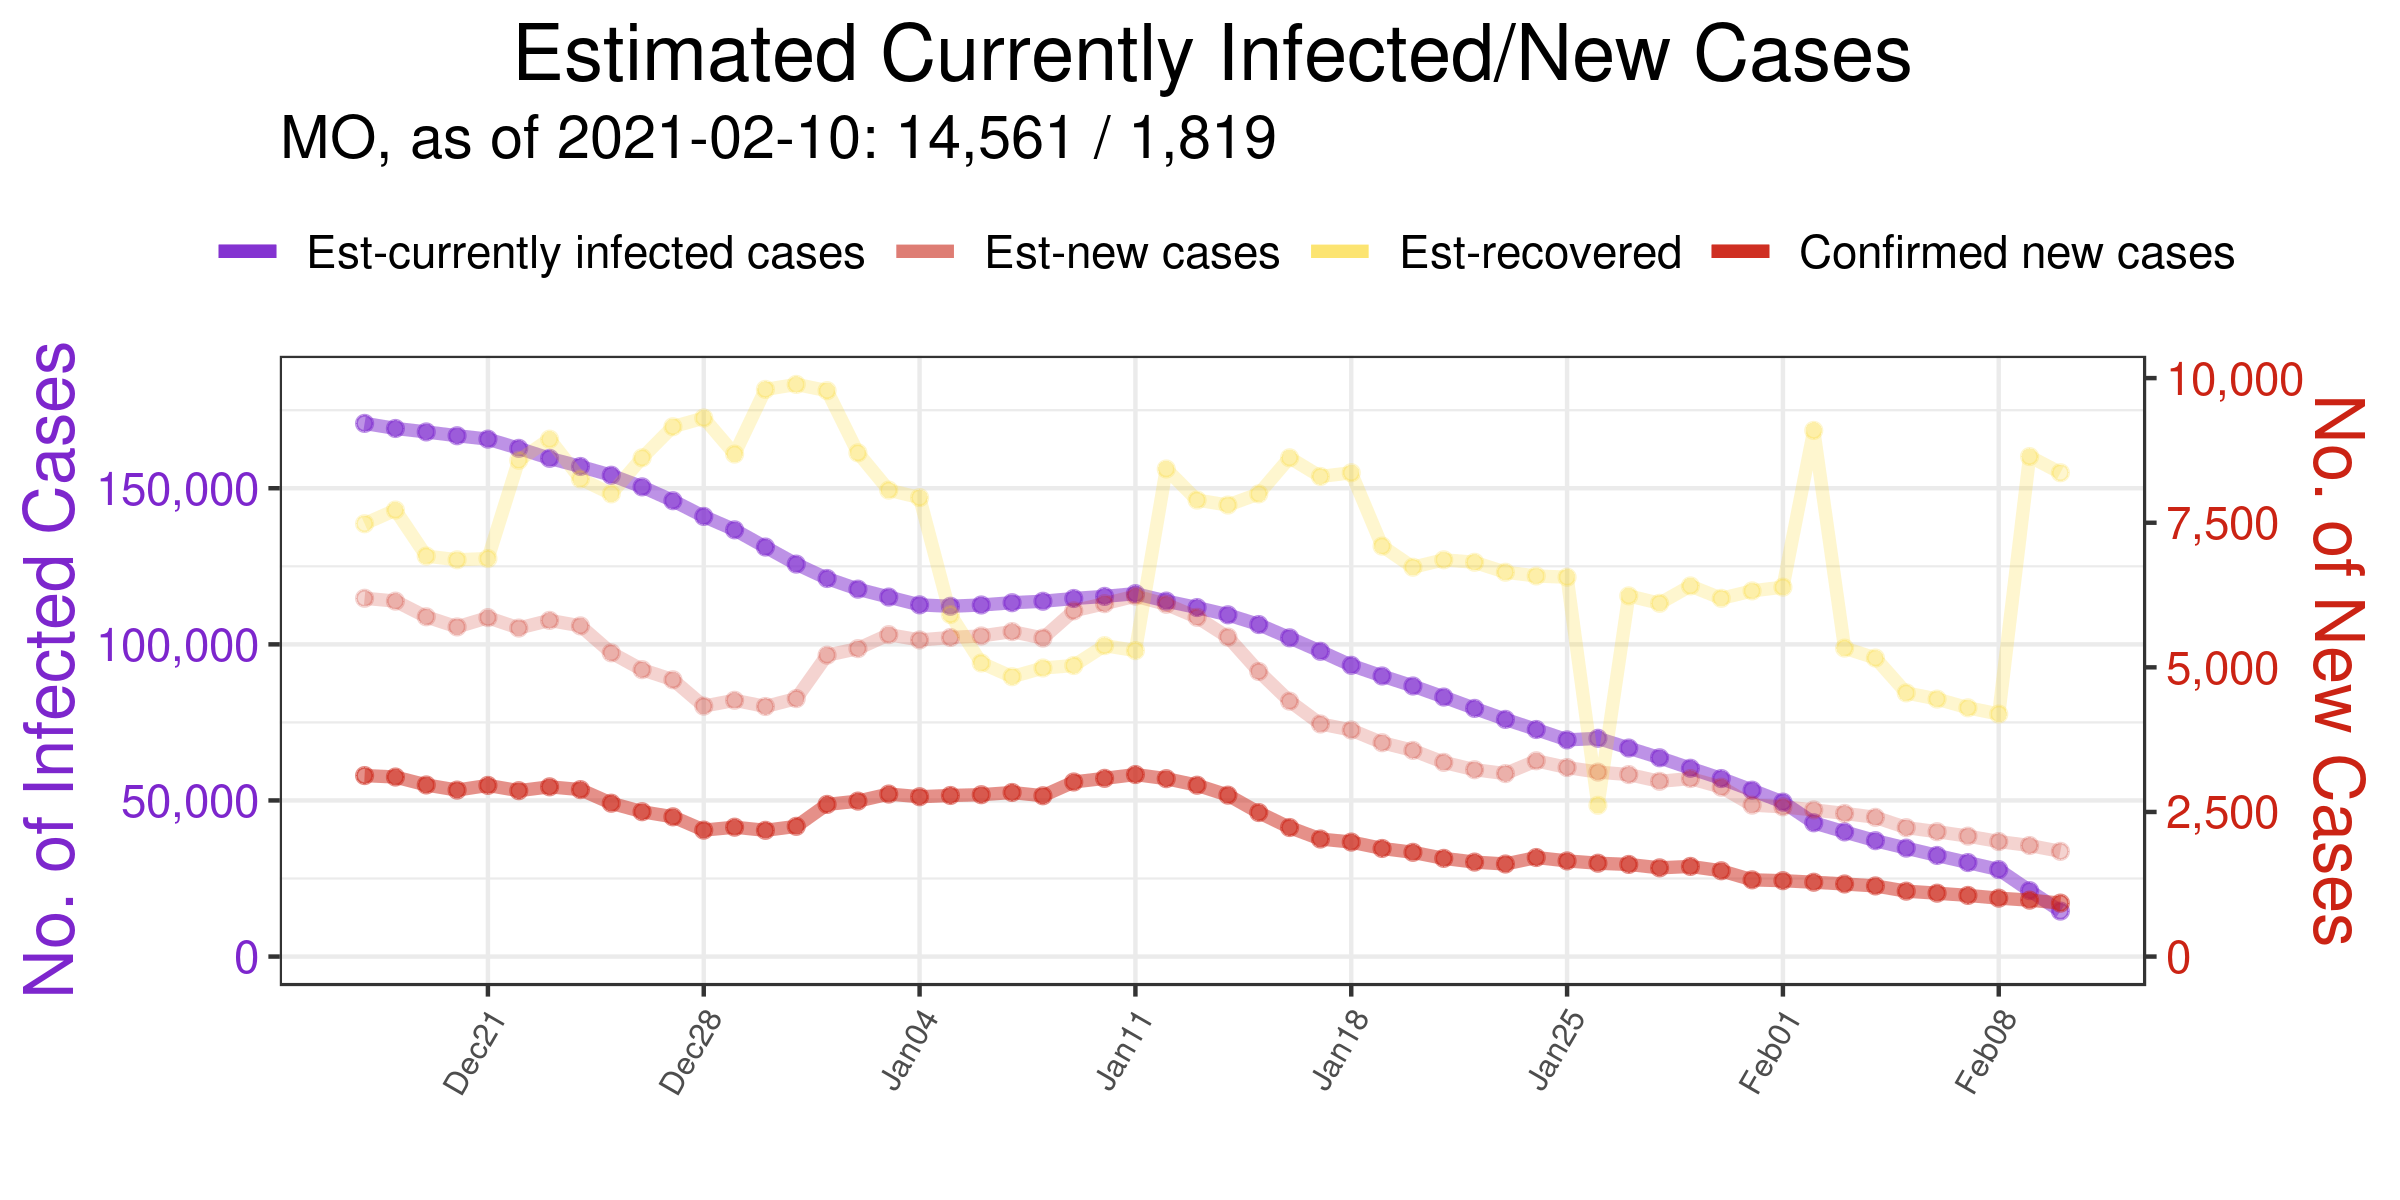 Estimated Currently Infected/New Cases
MO, as of 2021-02-10: 14,561 / 1,819
Est-currently infected cases Est-new cases Est-recovered Confirmed new cases
No. of Infected Cases
150,000
100,000
50,000
0
10,000
7,500
5,000
2,500
0
No. of New Cases
Dec21 Dec28 Jan04 Jan11 Jan18 Jan25 Feb01 Feb08